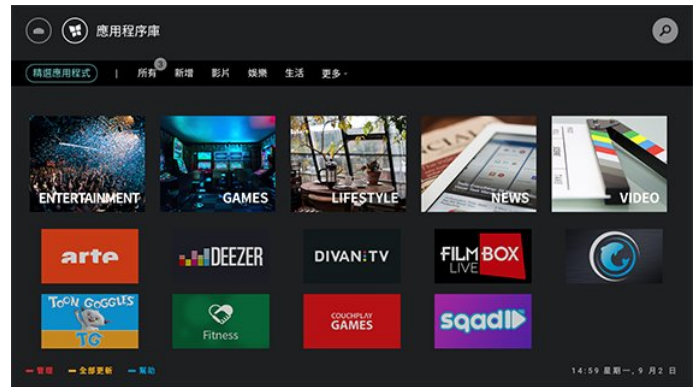 應用程序庫
精選應用程式 | 所有 3 新增 影片 娛樂 生活 更多
ENTERTAINMENT GAMES LIFESTYLE NEWS VIDEO
arte DEEZER DIVAN:TV FILMBOX LIVE
TOON GOGGLES TG Fitness COUCHPLAY GAMES sqadD
管理 全部更新 幫助 14:59 星期一, 9 月2 日